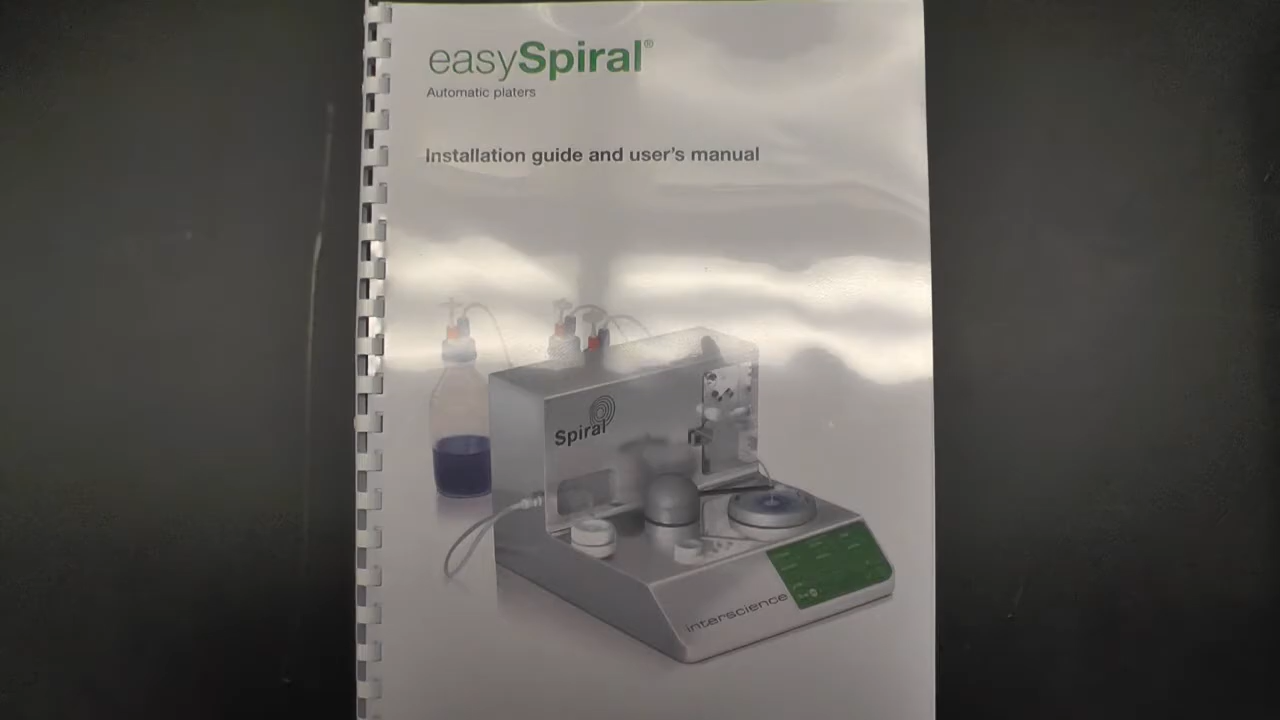 easySpiral®
Automatic platers
Installation guide and user's manual
Spiral
interscience